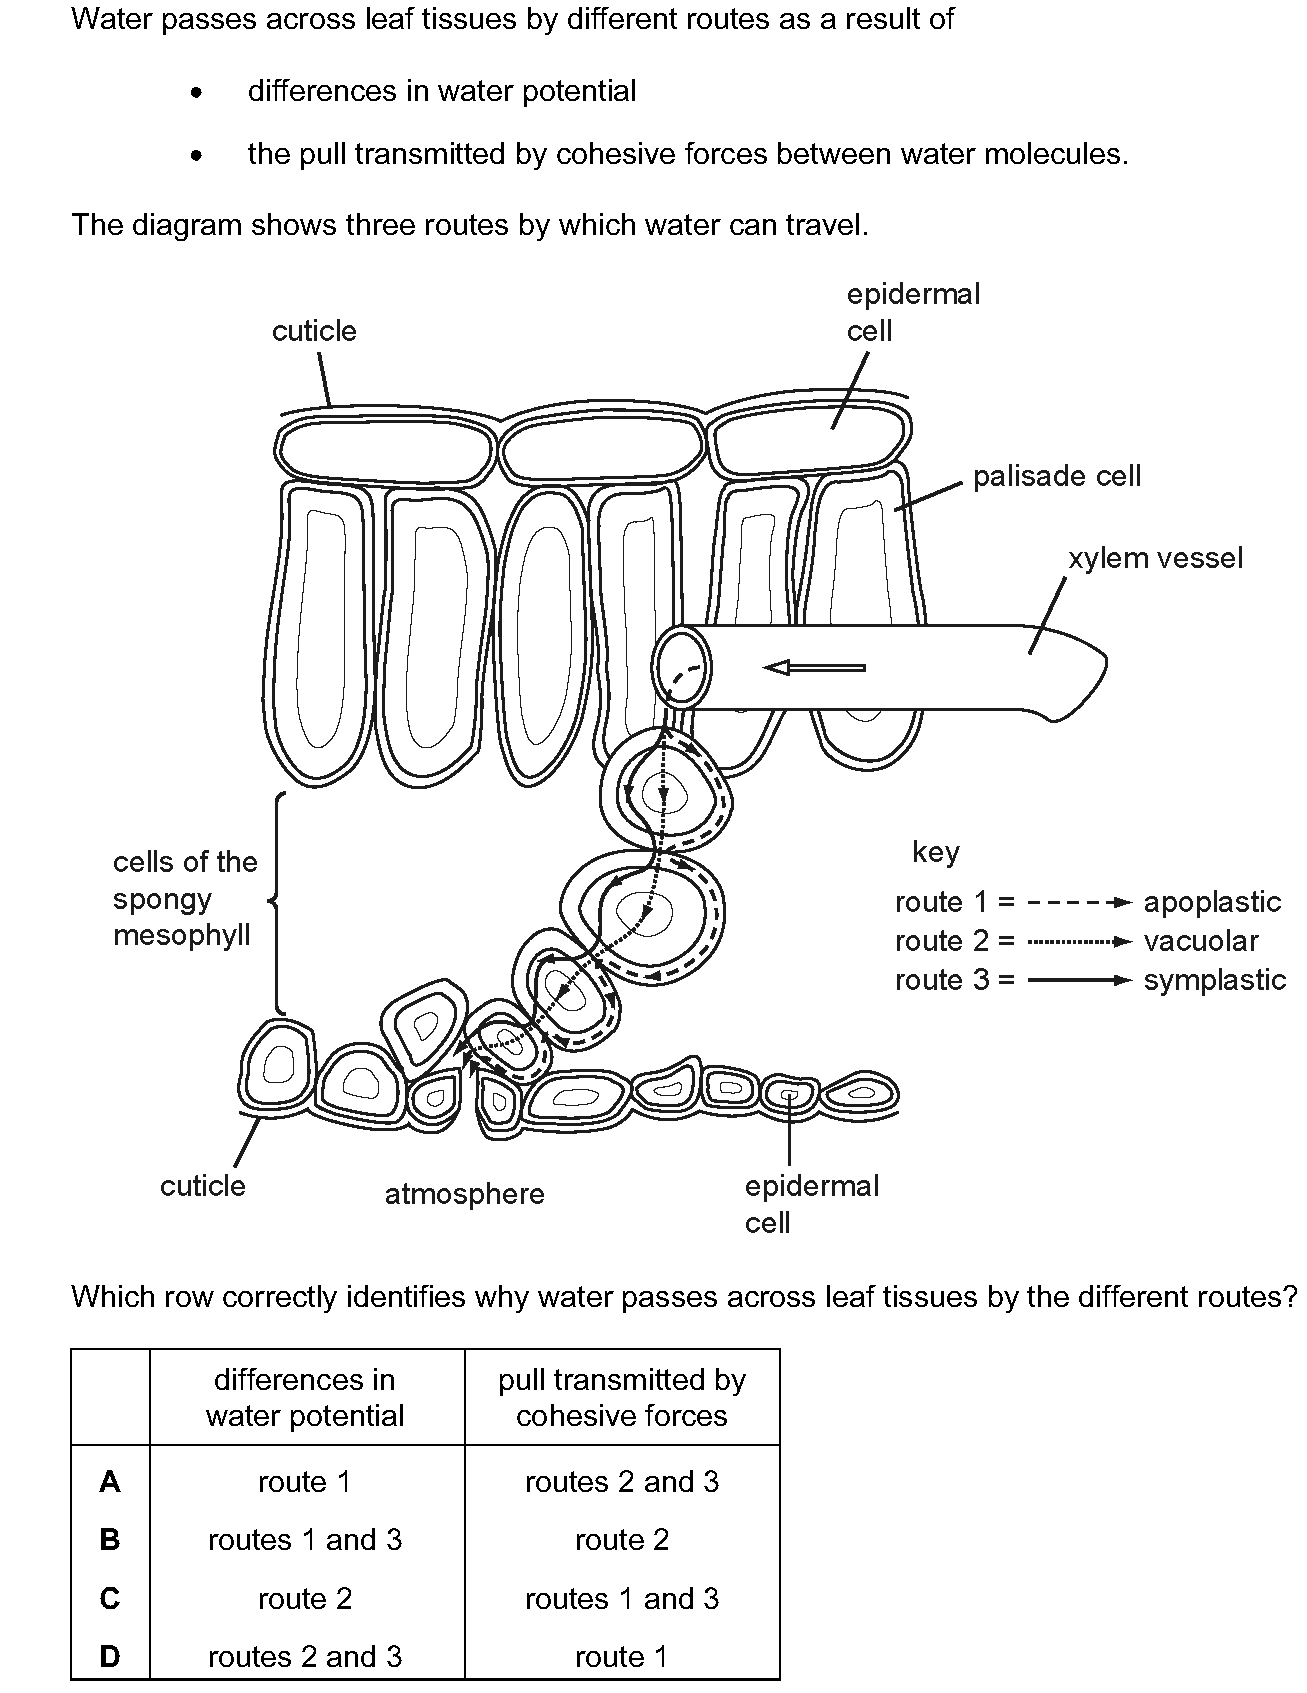 Water passes across leaf tissues by different routes as a result of
• differences in water potential
• the pull transmitted by cohesive forces between water molecules.
The diagram shows three routes by which water can travel.
epidermal
cell
cuticle
palisade cell
xylem vessel
cells of the
spongy
mesophyll
key
route 1 = apoplastic
route 2 = vacuolar
route 3 = symplastic
cuticle
atmosphere
epidermal
cell
Which row correctly identifies why water passes across leaf tissues by the different routes?
differences in water potential | pull transmitted by cohesive forces
A route 1 routes 2 and 3
B routes 1 and 3 route 2
C route 2 routes 1 and 3
D routes 2 and 3 route 1